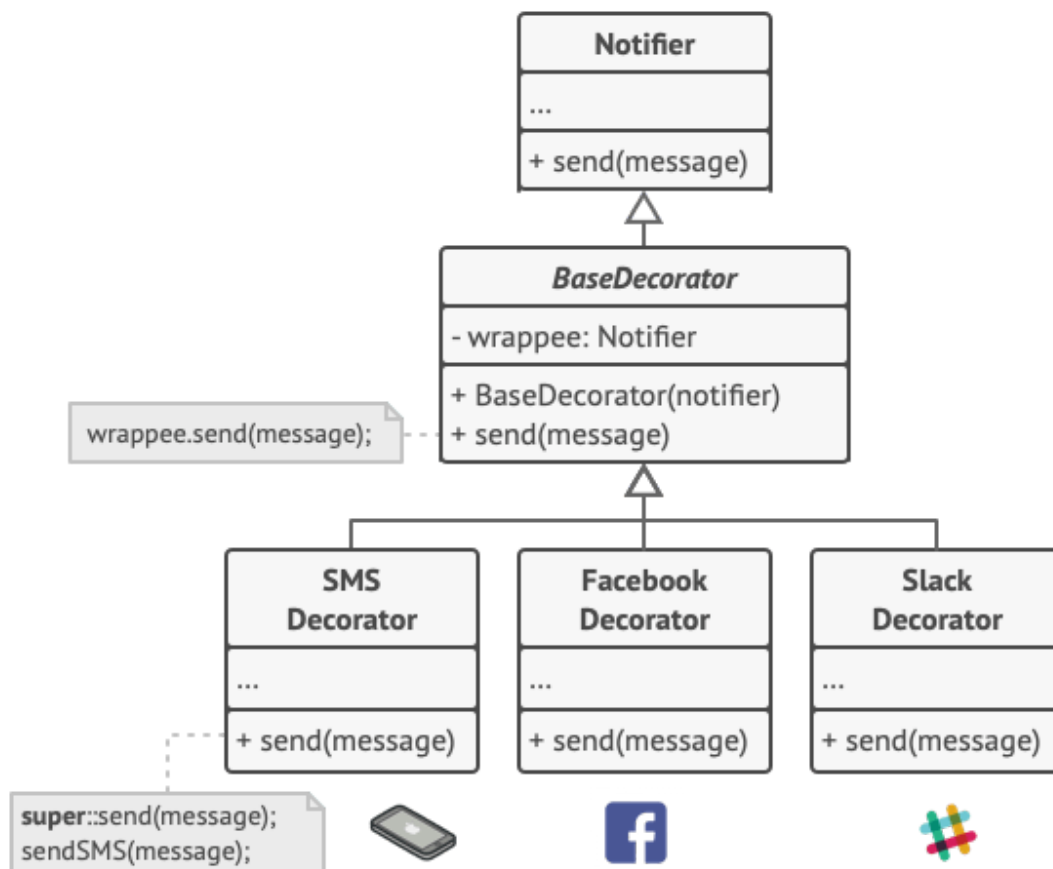 Notifier
...
+ send(message)
BaseDecorator
- wrappee: Notifier
+ BaseDecorator(notifier)
+ send(message)
wrappee.send(message);
SMS
Decorator
...
+ send(message)
Facebook
Decorator
...
+ send(message)
Slack
Decorator
...
+ send(message)
super::send(message);
sendSMS(message);